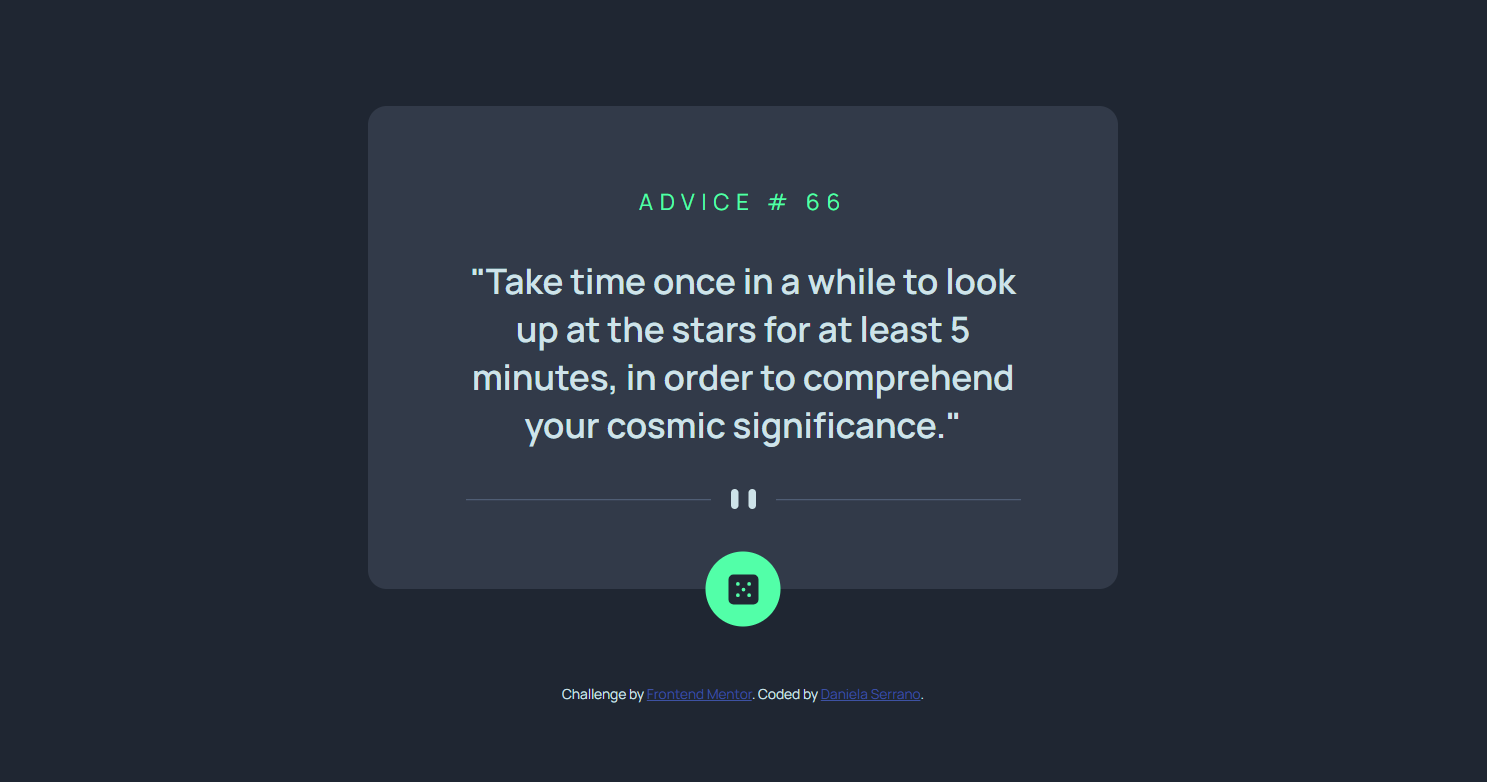 ADVICE # 66
"Take time once in a while to look
up at the stars for at least 5
minutes, in order to comprehend
your cosmic significance."
Challenge by Frontend Mentor. Coded by Daniela Serrano.